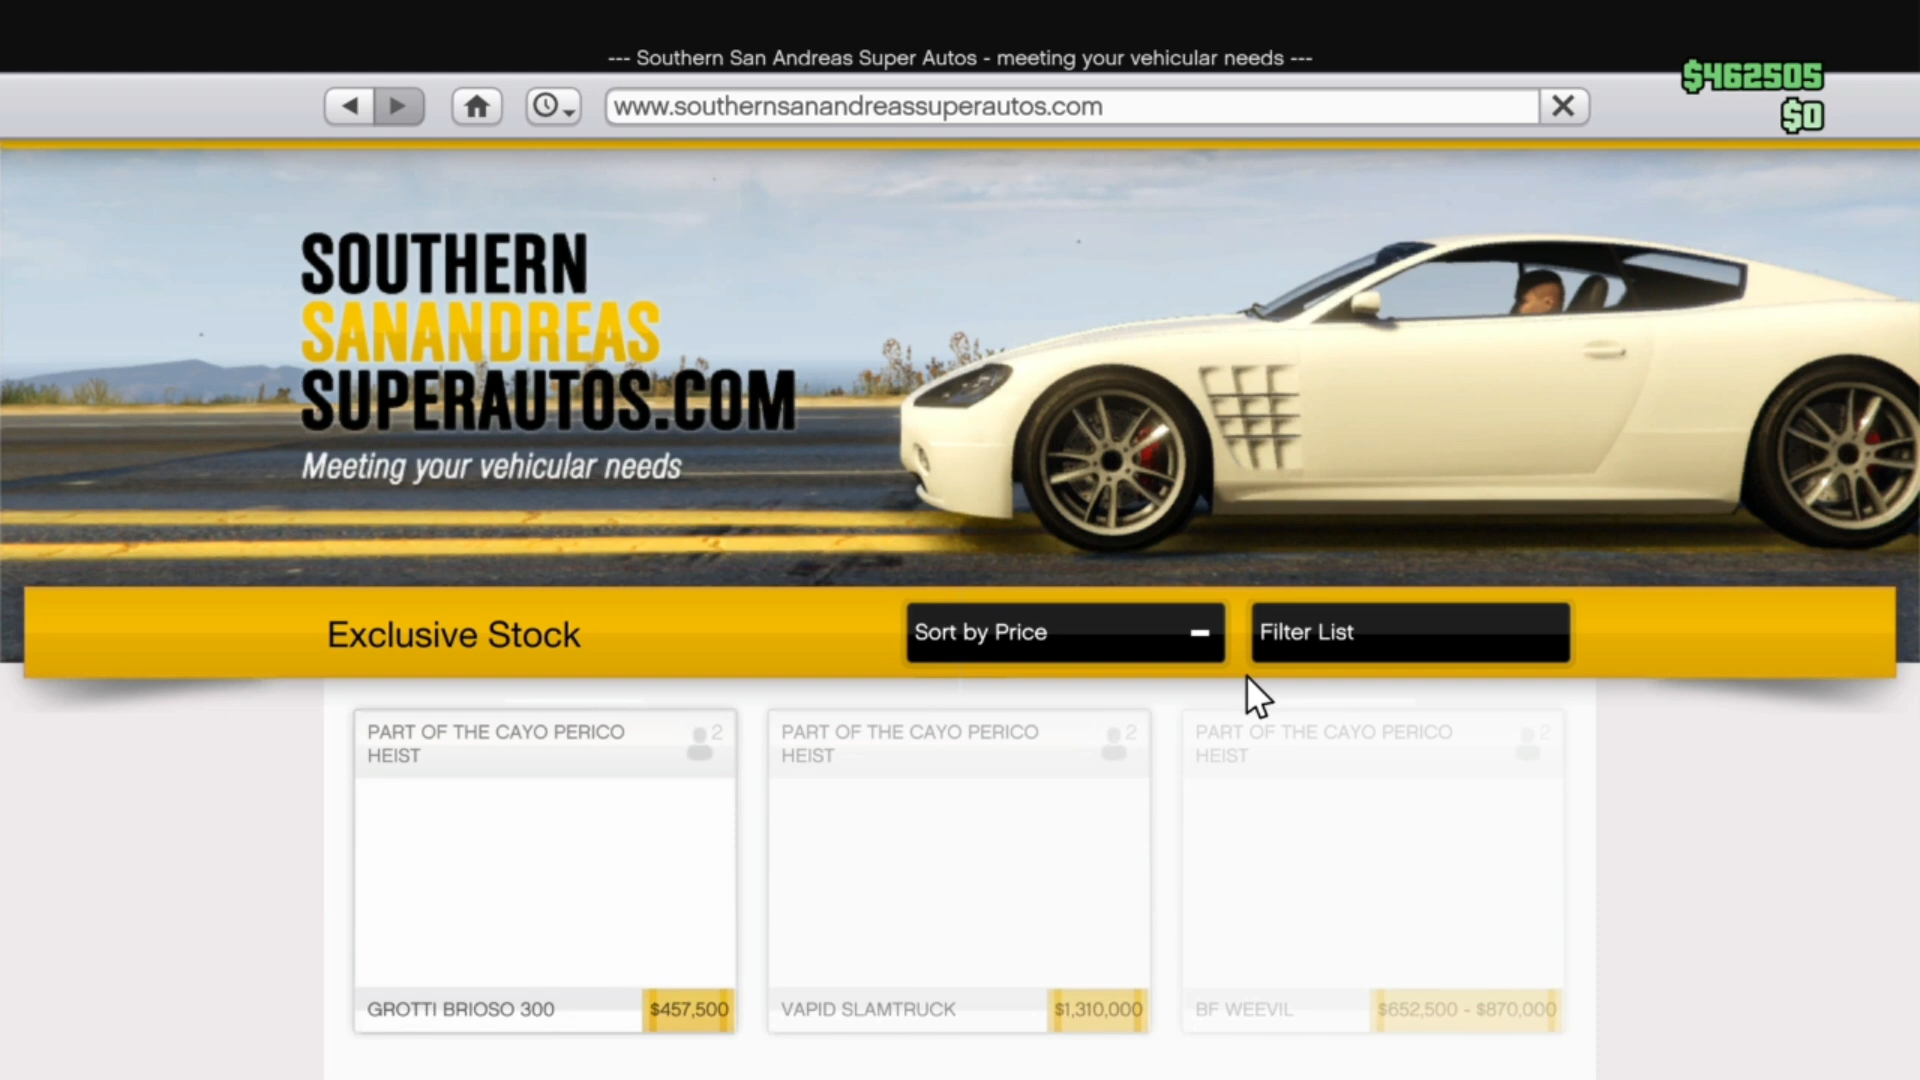 --- Southern San Andreas Super Autos - meeting your vehicular needs ---
www.southernsanandreassuperautos.com
$462505
$0
SOUTHERN
SANANDREAS
SUPERAUTOS.COM
Meeting your vehicular needs
Exclusive Stock
Sort by Price
Filter List
PART OF THE CAYO PERICO
HEIST
2
PART OF THE CAYO PERICO
HEIST
2
PART OF THE CAYO PERICO
HEIST
2
GROTTI BRIOSO 300
$457,500
VAPID SLAMTRUCK
$1,310,000
BF WEEVIL
$652,500 - $870,000